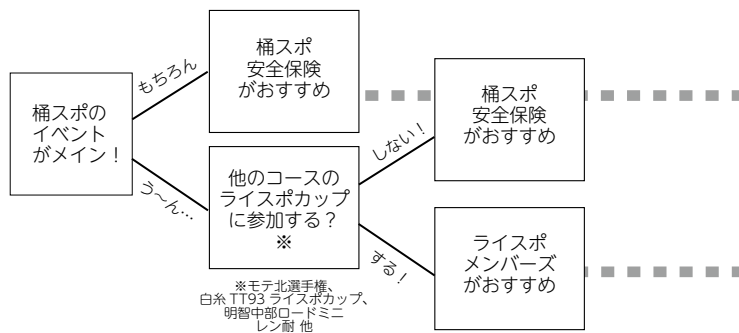 桶スポの
イベント
がメイン！
もちろん
う～ん…
桶スポ
安全保険
がおすすめ
他のコースの
ライスポカップ
に参加する？
※
※モテ北選手権、
白糸 TT93 ライスポカップ、
明智中部ロードミニ
レン耐 他
しない！
する！
桶スポ
安全保険
がおすすめ
ライスポ
メンバーズ
がおすすめ